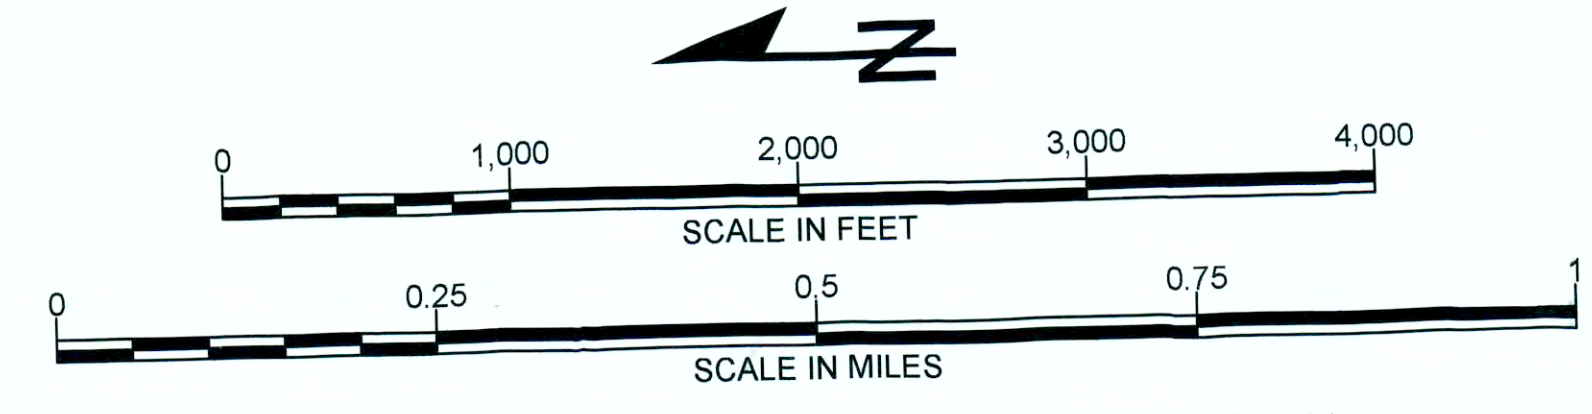 N
0 1,000 2,000 3,000 4,000
SCALE IN FEET
0 0.25 0.5 0.75 1
SCALE IN MILES